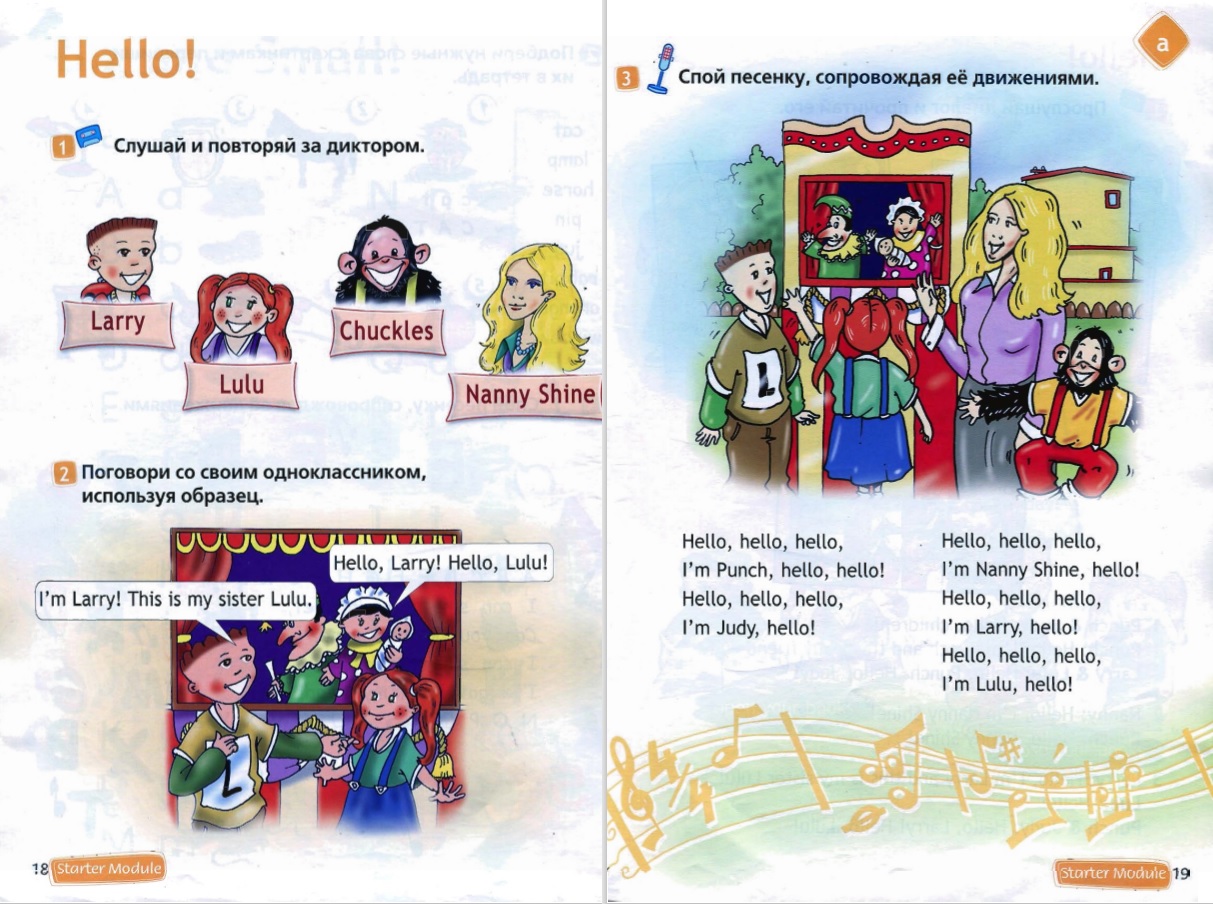 Hello!
1 Слушай и повторяй за диктором.
Larry
Lulu
Chuckles
Nanny Shine
2 Поговори со своим одноклассником,
используя образец.
Hello, Larry! Hello, Lulu!
I'm Larry! This is my sister Lulu.
L
18 Starter Module
a
3 Спой песенку, сопровождая её движениями.
L
Hello, hello, hello,
I'm Punch, hello, hello!
Hello, hello, hello,
I'm Judy, hello!
Hello, hello, hello,
I'm Nanny Shine, hello!
Hello, hello, hello,
I'm Larry, hello!
Hello, hello, hello,
I'm Lulu, hello!
4/4
4
Starter Module 19